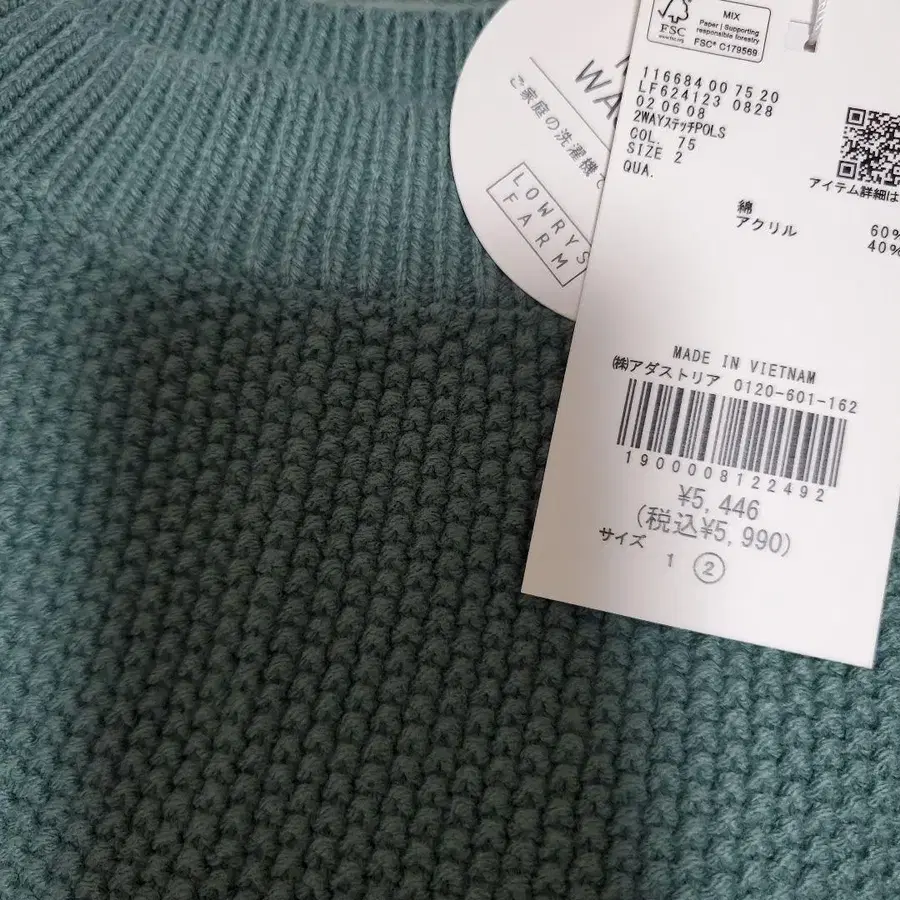 FSC
MIX
Paper | Supporting
responsible forestry
FSC® C179569
116684 00 75 20
LF624123 0828
02 06 08
2WAYステッチPOLS
COL. 75
SIZE 2
QUA.
アイテム詳細は
綿 60%
アクリル 40%
MADE IN VIETNAM
㈱アダストリア 0120-601-162
1900008122492
¥5,446
(税込¥5,990)
サイズ
1 2
WA
ご家庭の洗濯機で
LOWRYS
FARM